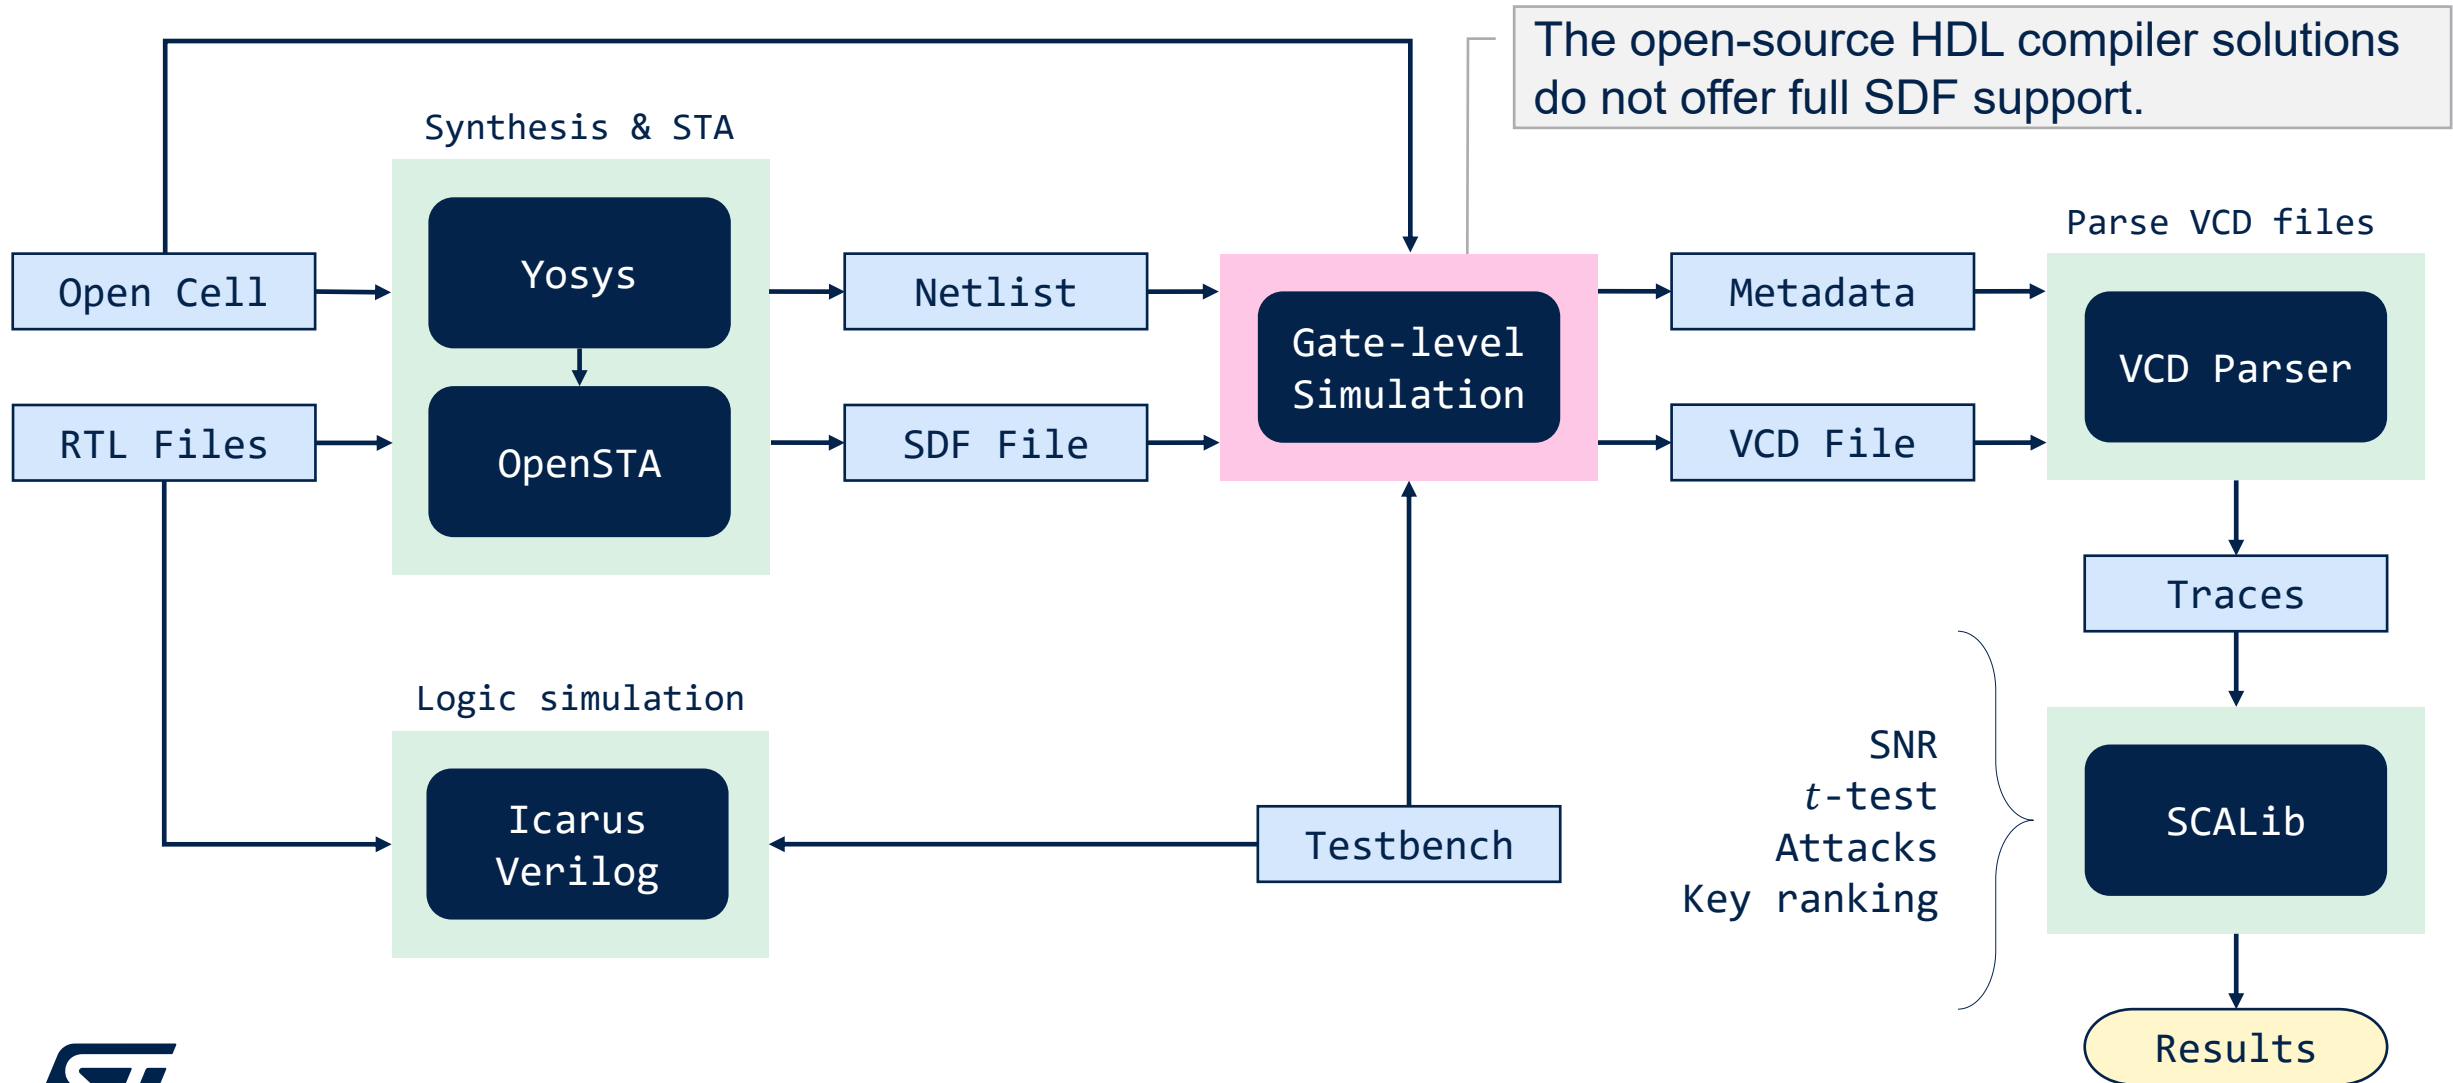 The open-source HDL compiler solutions
do not offer full SDF support.
Synthesis & STA
Parse VCD files
Open Cell
Yosys
Netlist
Gate-level
Simulation
Metadata
VCD Parser
RTL Files
OpenSTA
SDF File
VCD File
Traces
Logic simulation
Icarus
Verilog
Testbench
SNR
t-test
Attacks
Key ranking
SCALib
Results